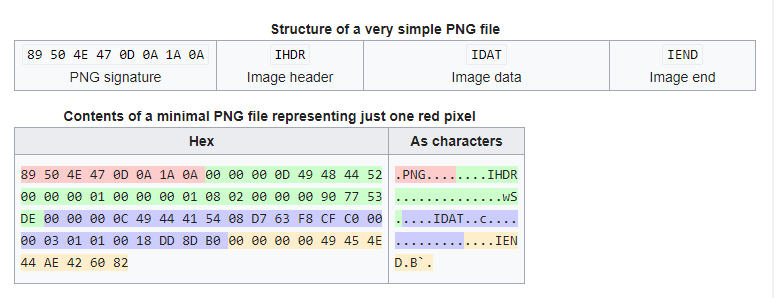 Structure of a very simple PNG file
89 50 4E 47 0D 0A 1A 0A IHDR IDAT IEND
PNG signature Image header Image data Image end
Contents of a minimal PNG file representing just one red pixel
Hex As characters
89 50 4E 47 0D 0A 1A 0A 00 00 00 0D 49 48 44 52 .PNG........IHDR
00 00 00 01 00 00 00 01 08 02 00 00 00 90 77 53 ..............wS
DE 00 00 00 0C 49 44 41 54 08 D7 63 F8 CF C0 00 .....IDAT..c....
00 03 01 01 00 18 DD 8D B0 00 00 00 00 49 45 4E .............IEN
44 AE 42 60 82 D.B`.